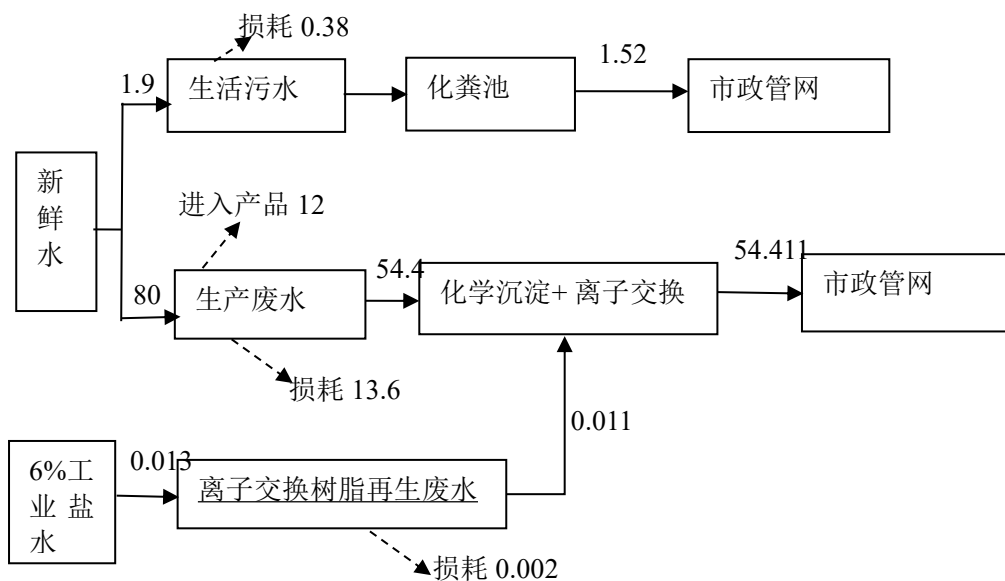 损耗 0.38
1.9
生活污水
化粪池
1.52
市政管网
新
鲜
水
进入产品 12
80
生产废水
54.4
化学沉淀+ 离子交换
54.411
市政管网
损耗 13.6
0.011
6%工
业 盐
水
0.013
离子交换树脂再生废水
损耗 0.002